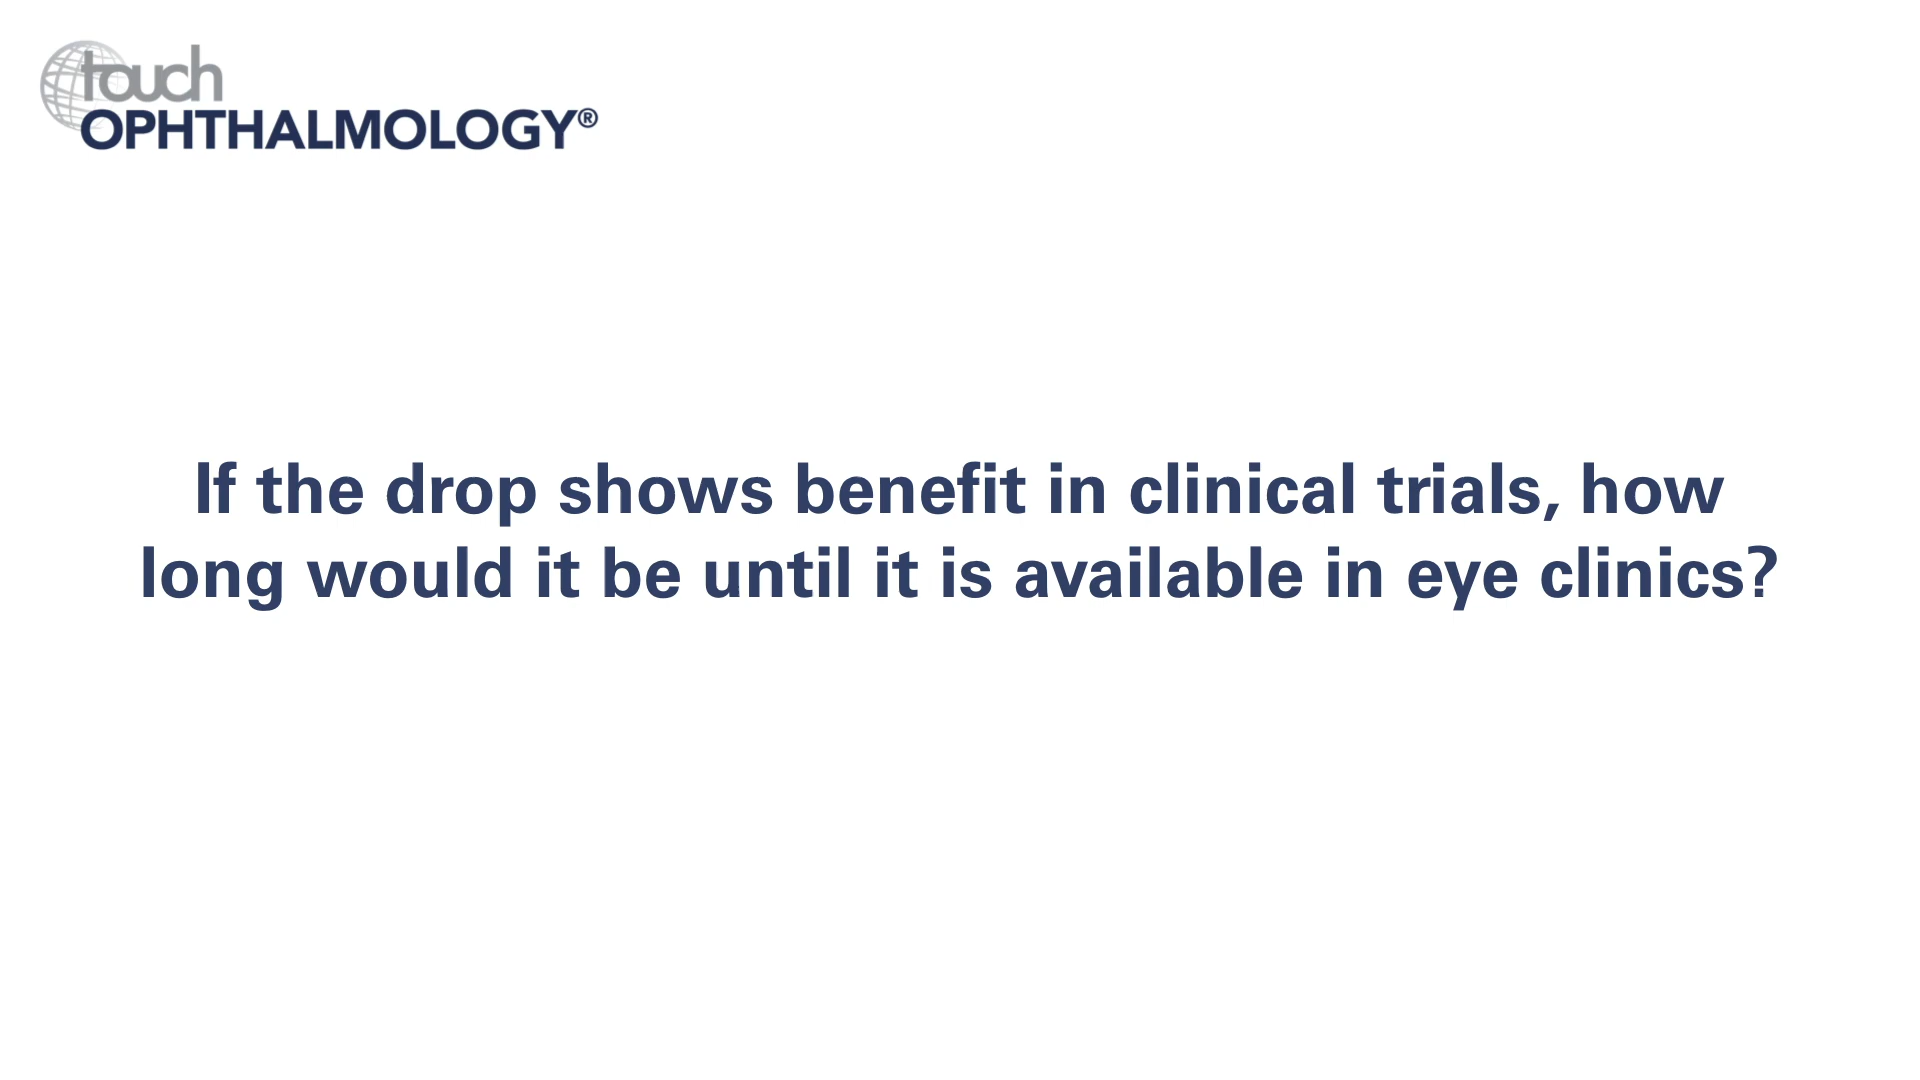 touch
OPHTHALMOLOGY®
If the drop shows benefit in clinical trials, how
long would it be until it is available in eye clinics?